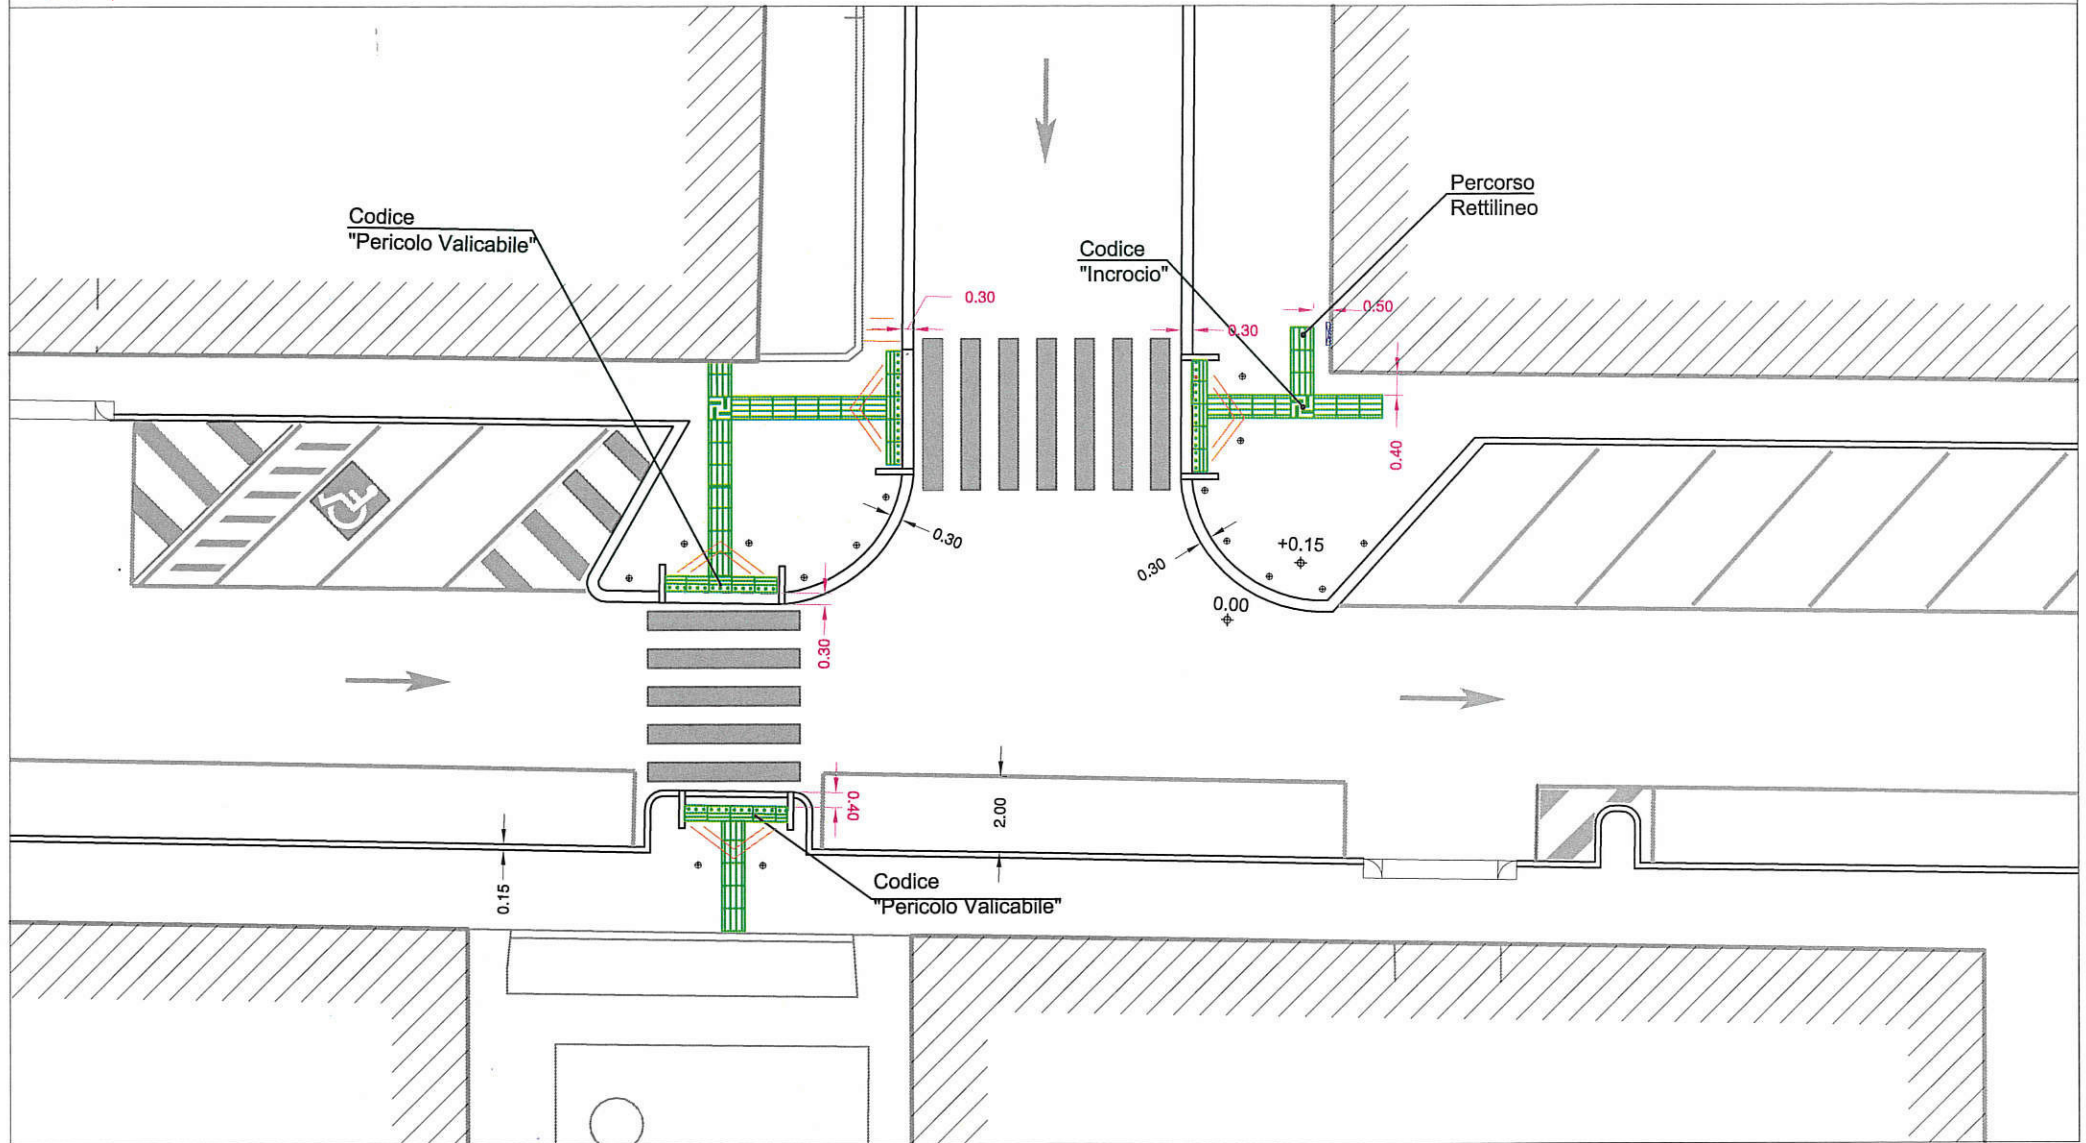 Percorso
Rettilineo
Codice
"Pericolo Valicabile"
Codice
"Incrocio"
0.30
0.30
0.50
0.40
0.30
0.30
+0.15
0.00
0.30
0.40
2.00
0.15
Codice
"Pericolo Valicabile"